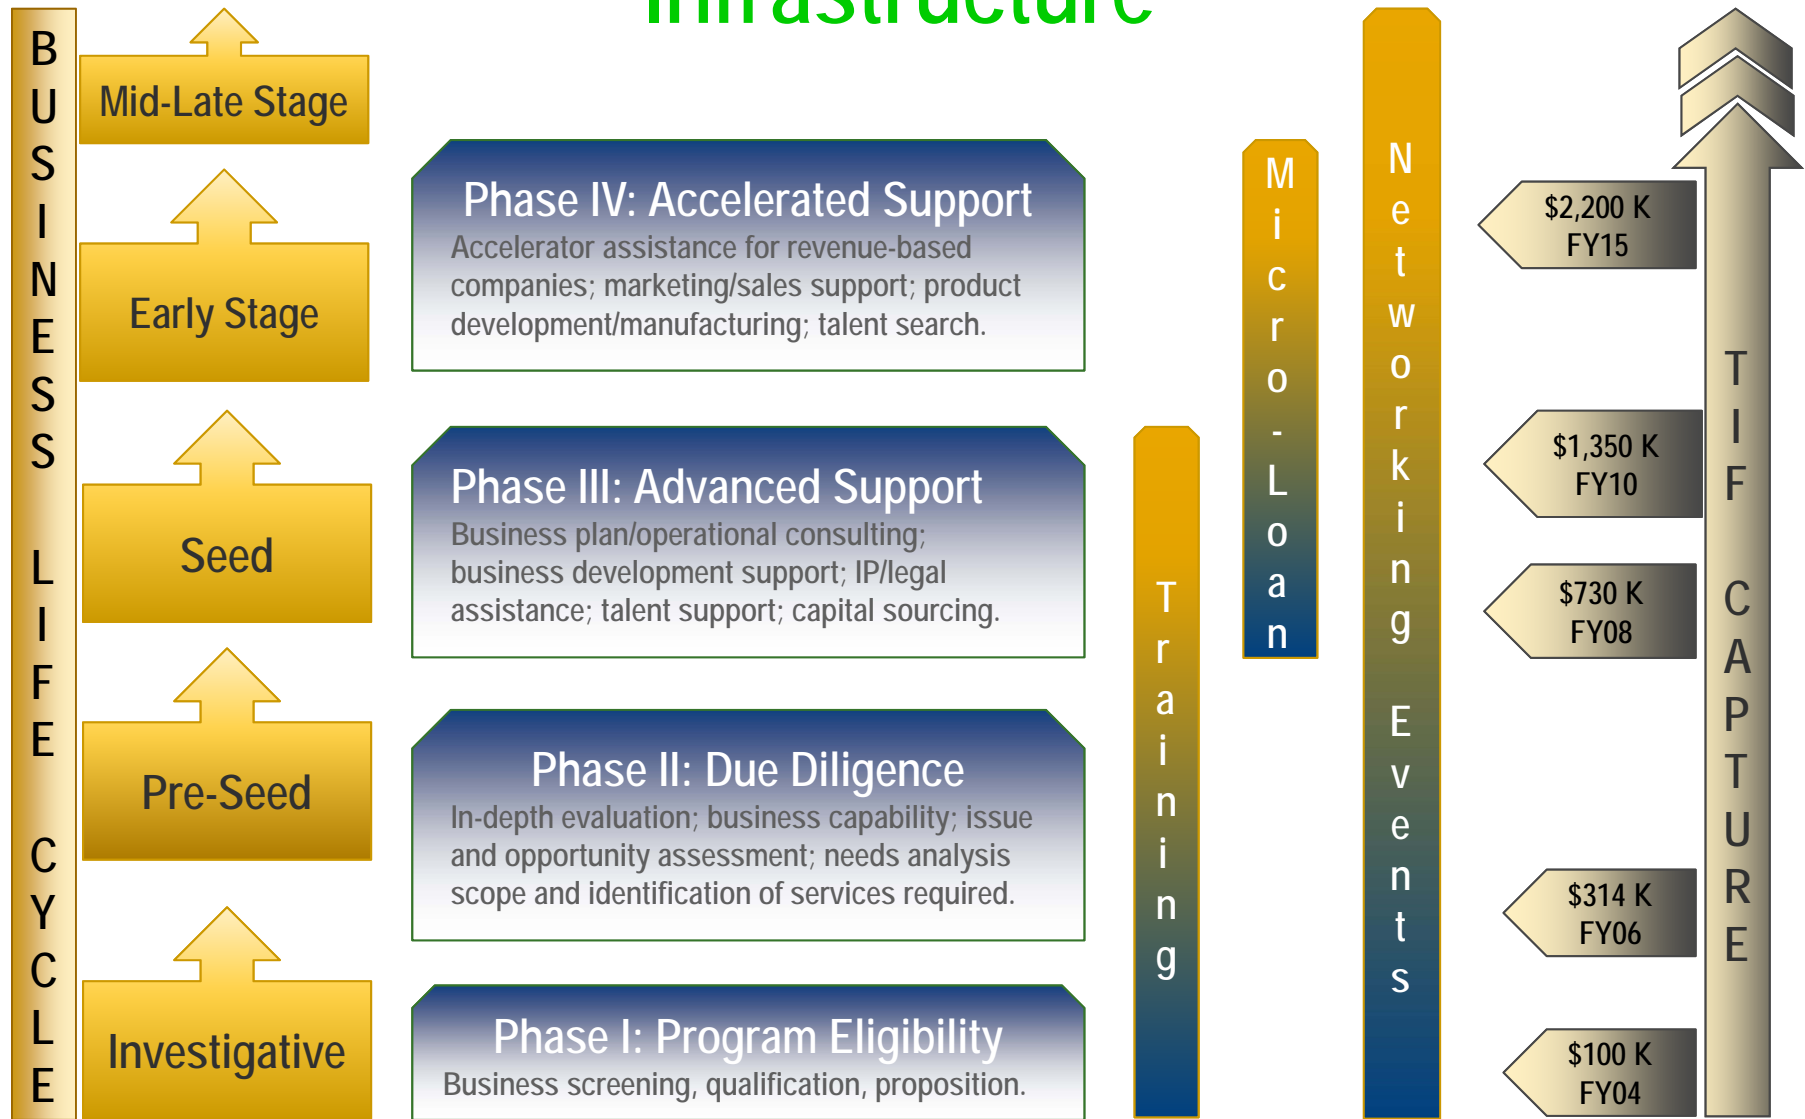 Infrastructure
BUSINESS LIFE CYCLE
Mid-Late Stage
Early Stage
Seed
Pre-Seed
Investigative
Phase IV: Accelerated Support
Accelerator assistance for revenue-based
companies; marketing/sales support; product
development/manufacturing; talent search.
Phase III: Advanced Support
Business plan/operational consulting;
business development support; IP/legal
assistance; talent support; capital sourcing.
Phase II: Due Diligence
In-depth evaluation; business capability; issue
and opportunity assessment; needs analysis
scope and identification of services required.
Phase I: Program Eligibility
Business screening, qualification, proposition.
Training
Micro-Loan
Networking Events
$2,200 K
FY15
$1,350 K
FY10
$730 K
FY08
$314 K
FY06
$100 K
FY04
TIF CAPTURE